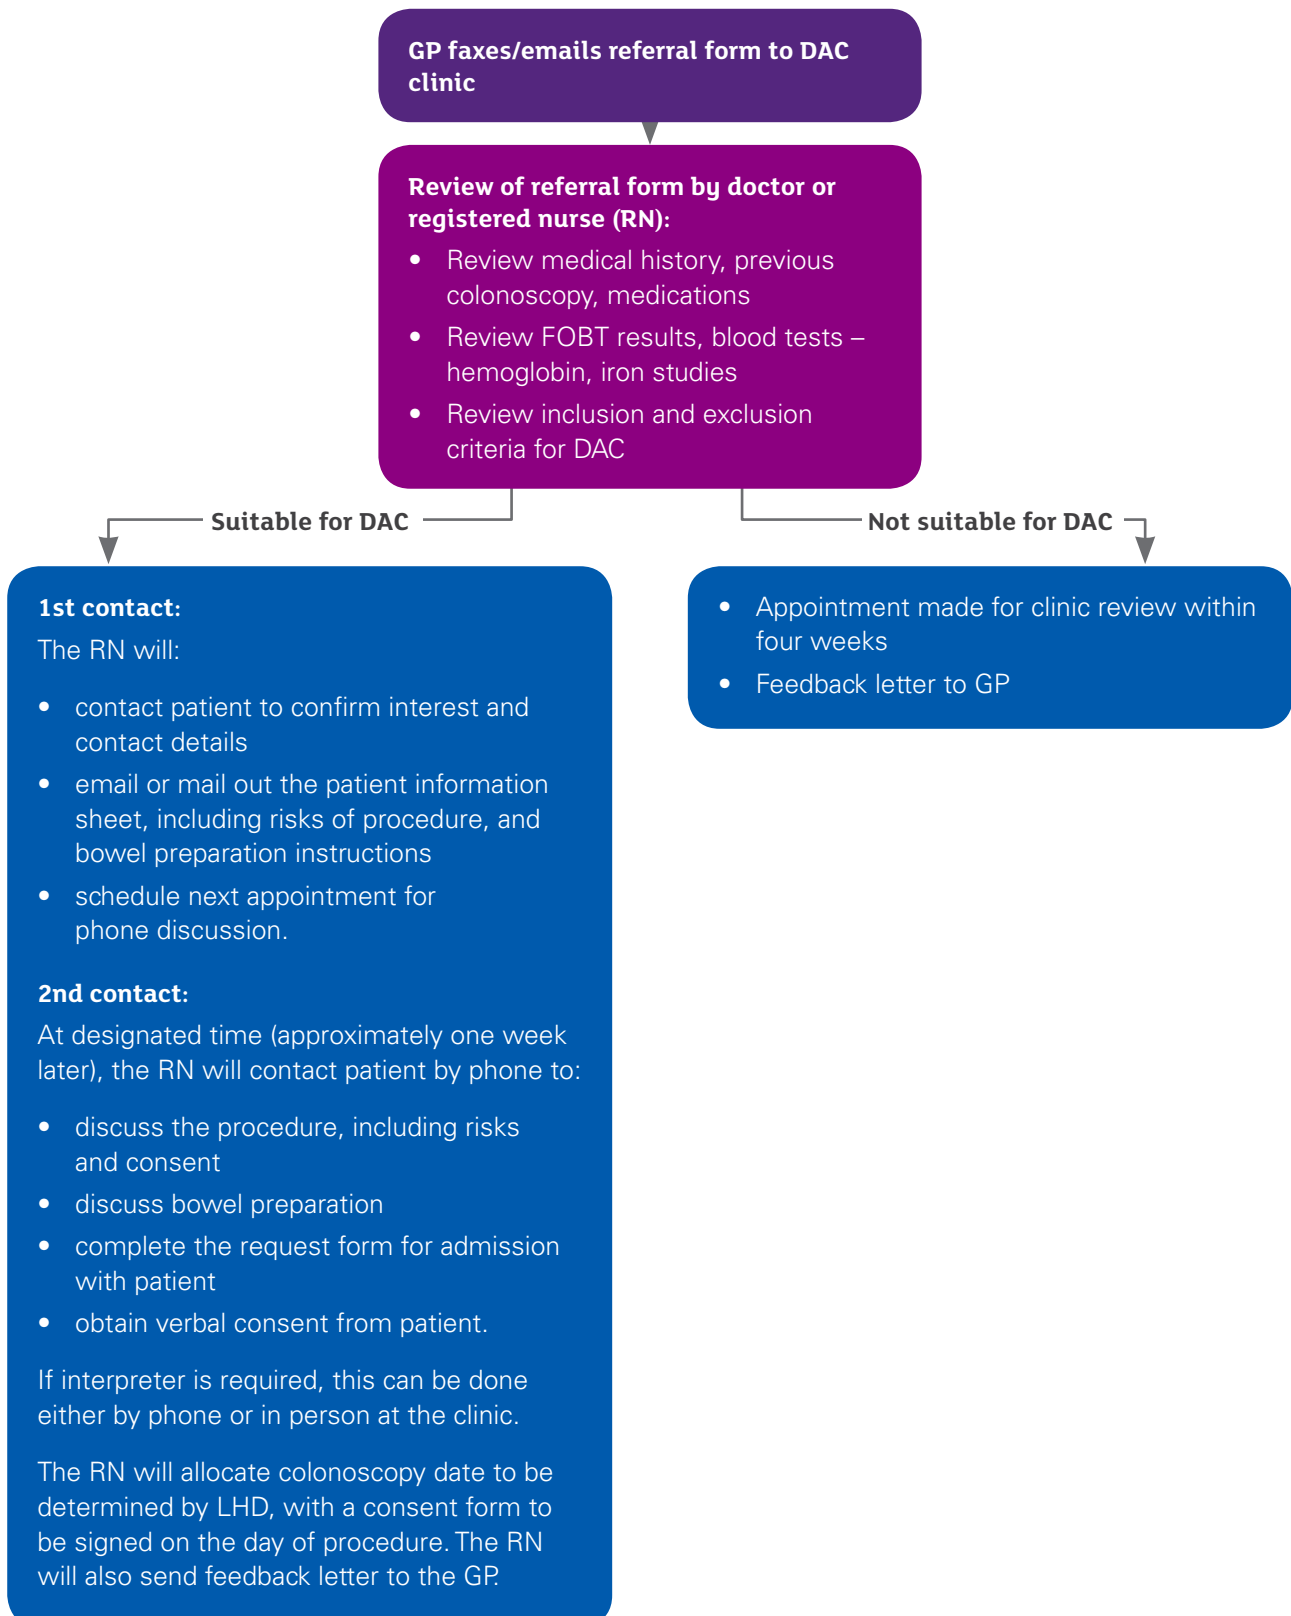 GP faxes/emails referral form to DAC
clinic
Review of referral form by doctor or
registered nurse (RN):
• Review medical history, previous
colonoscopy, medications
• Review FOBT results, blood tests –
hemoglobin, iron studies
• Review inclusion and exclusion
criteria for DAC
Suitable for DAC
Not suitable for DAC
1st contact:
The RN will:
• contact patient to confirm interest and
contact details
• email or mail out the patient information
sheet, including risks of procedure, and
bowel preparation instructions
• schedule next appointment for
phone discussion.
2nd contact:
At designated time (approximately one week
later), the RN will contact patient by phone to:
• discuss the procedure, including risks
and consent
• discuss bowel preparation
• complete the request form for admission
with patient
• obtain verbal consent from patient.
If interpreter is required, this can be done
either by phone or in person at the clinic.
The RN will allocate colonoscopy date to be
determined by LHD, with a consent form to
be signed on the day of procedure. The RN
will also send feedback letter to the GP.
• Appointment made for clinic review within
four weeks
• Feedback letter to GP